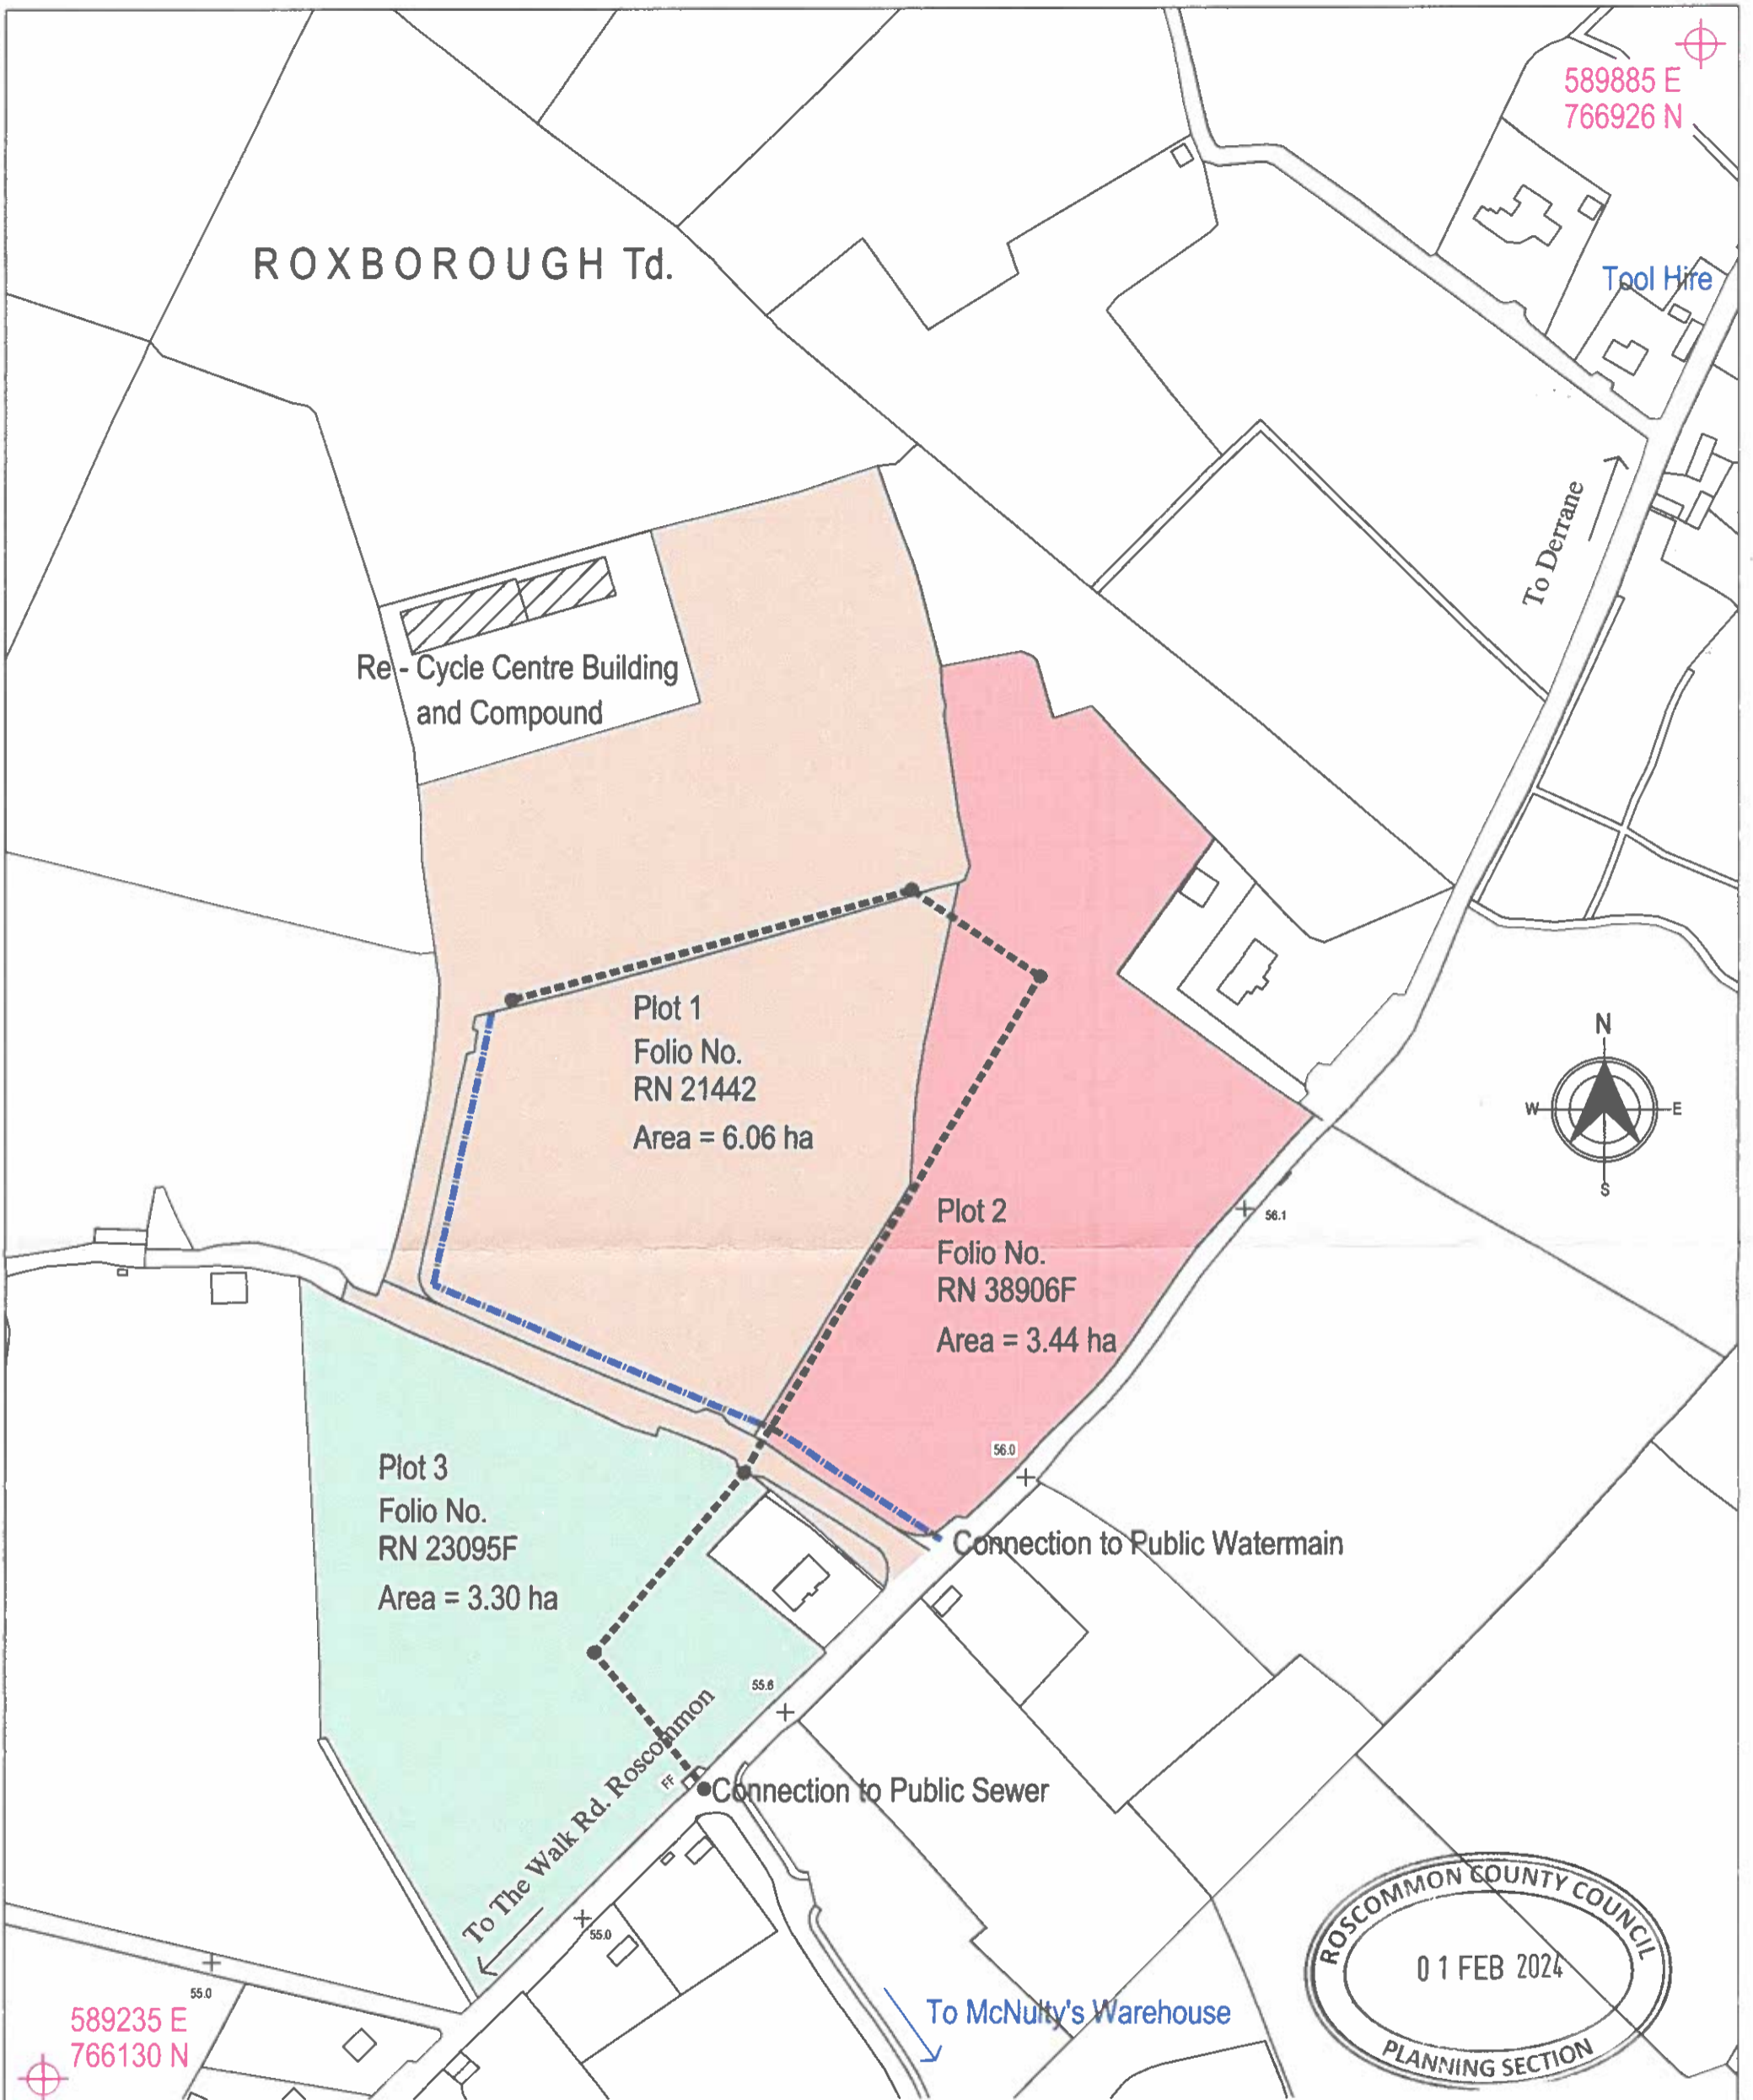 589885 E
766926 N
ROXBOROUGH Td.
Tool Hire
To Derrane
Re - Cycle Centre Building
and Compound
Plot 1
Folio No.
RN 21442
Area = 6.06 ha
N
W
E
S
Plot 2
Folio No.
RN 38906F
Area = 3.44 ha
56.1
56.0
Plot 3
Folio No.
RN 23095F
Area = 3.30 ha
Connection to Public Watermain
55.6
To The Walk Rd. Roscommon
FF
Connection to Public Sewer
55.0
55.0
589235 E
766130 N
To McNulty's Warehouse
ROSCOMMON COUNTY COUNCIL
01 FEB 2024
PLANNING SECTION